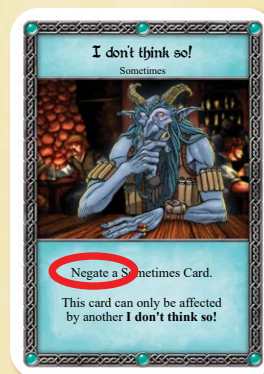 I don't think so!
Sometimes
Negate a Sometimes Card.
This card can only be affected
by another I don't think so!